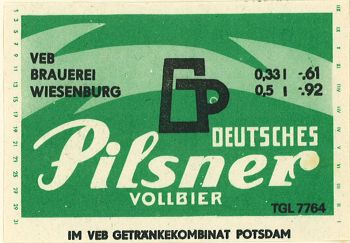 VEB
BRAUEREI
WIESENBURG
0,33 l -.61
0,5 l -.92
DEUTSCHES
Pilsner
VOLLBIER
TGL 7764
IM VEB GETRÄNKEKOMBINAT POTSDAM